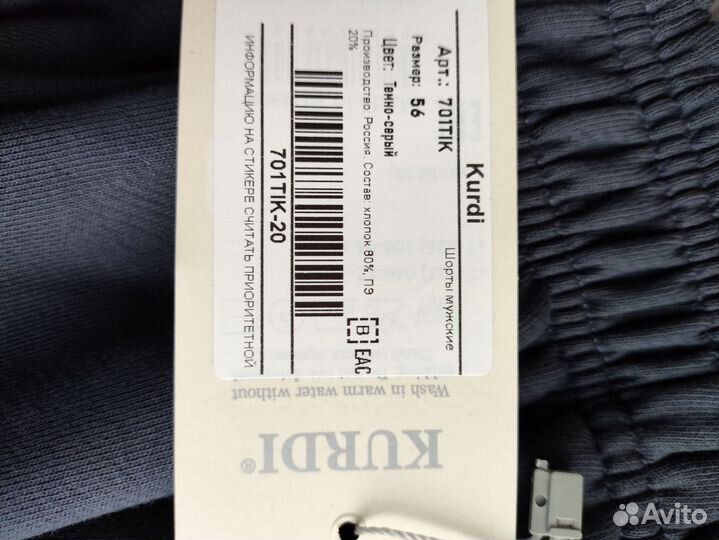 Kurdi
Шорты мужские
Арт.: 701TIK
Размер: 56
Цвет: Темно-серый
Производство: Россия. Состав: хлопок 80%, ПЭ
20%
[B] EAC
701TIK-20
ИНФОРМАЦИЮ НА СТИКЕРЕ СЧИТАТЬ ПРИОРИТЕТНОЙ
Wash in warm water without
KURDI®
Avito